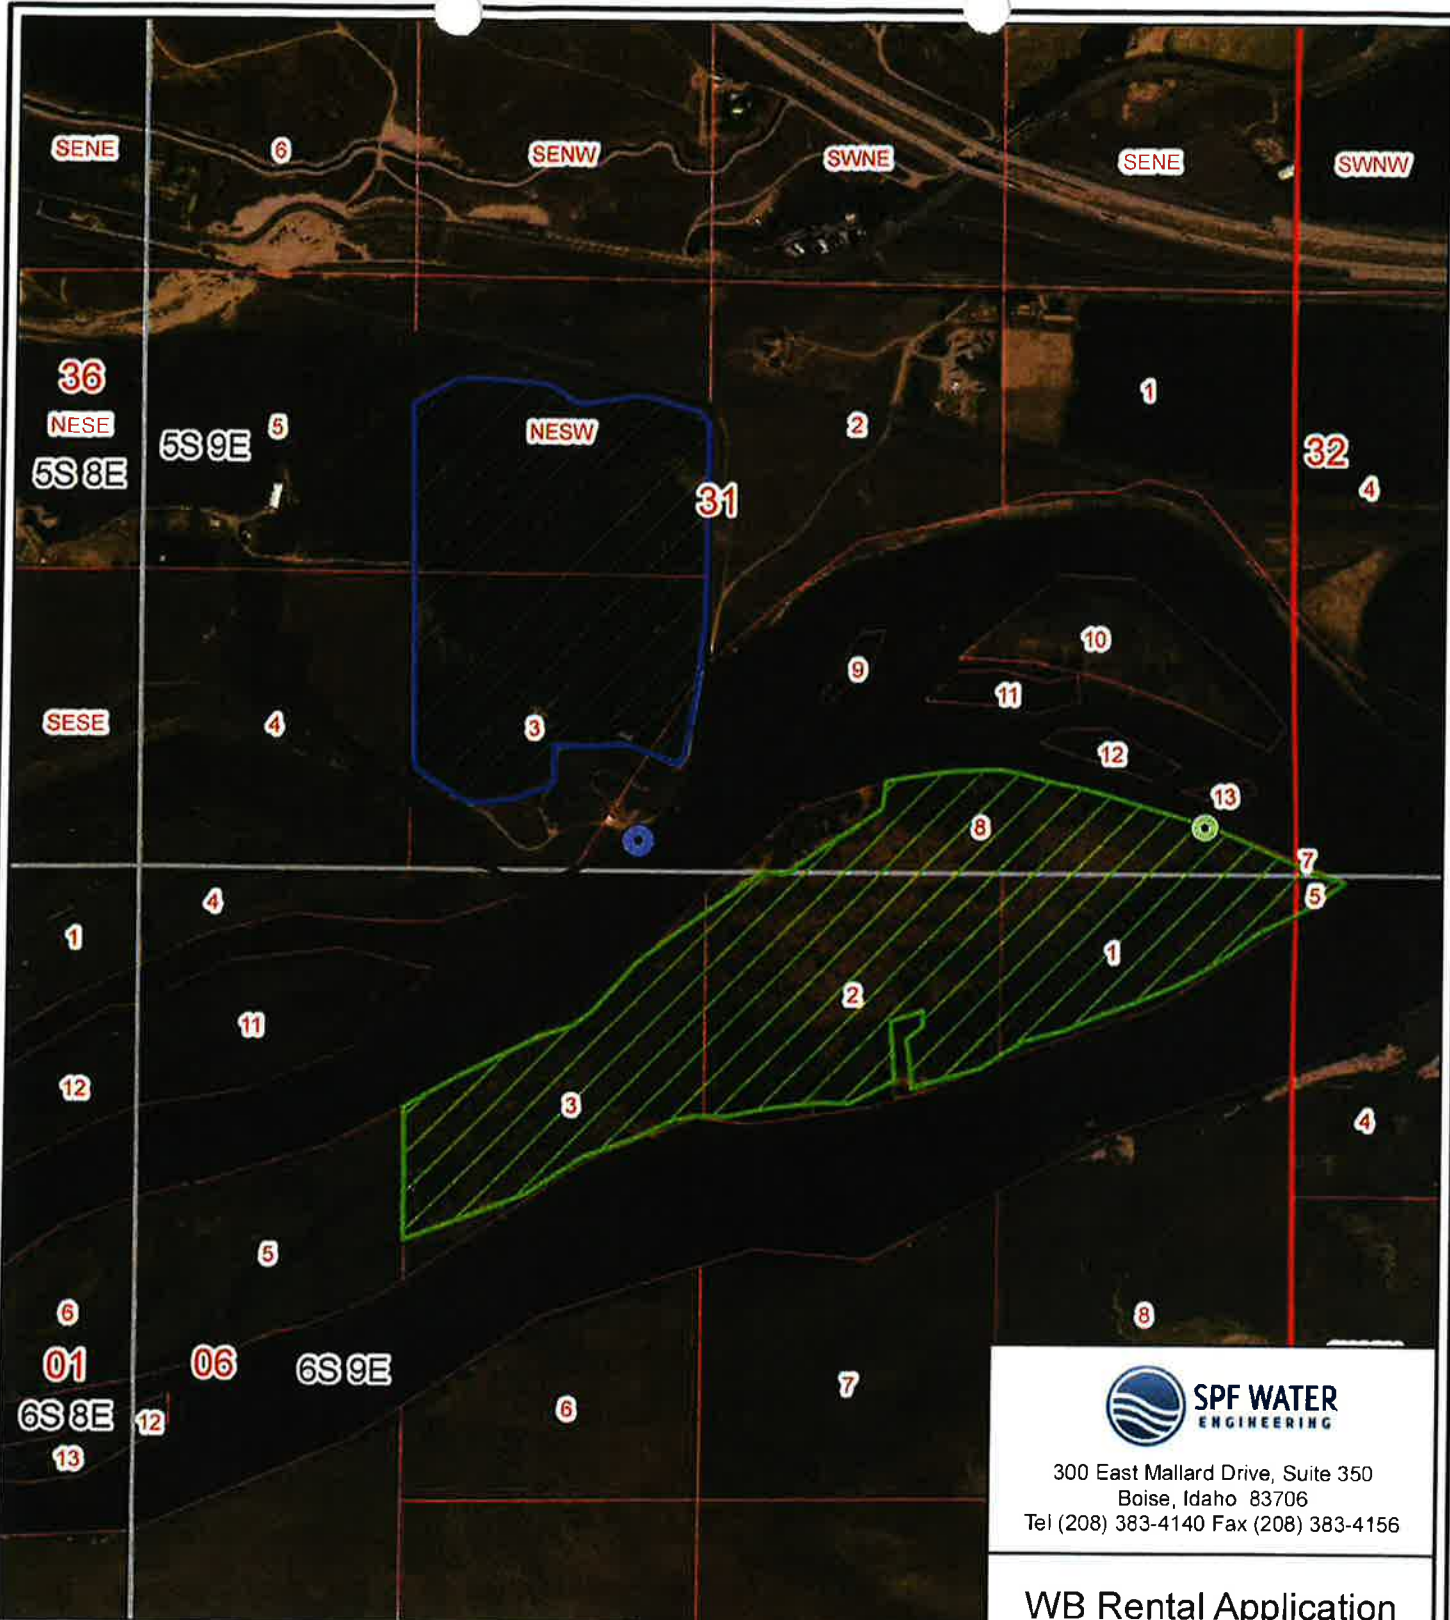 SENE
6
SENW
SWNE
SENE
SWNW
36
NESE
5S 8E
5S 9E
5
NESW
2
1
31
32
4
SESE
4
3
9
10
11
12
13
8
7
5
1
4
11
12
3
2
1
4
5
6
01
06
6S 9E
6S 8E
12
13
6
7
8
SPF WATER
ENGINEERING
300 East Mallard Drive, Suite 350
Boise, Idaho 83706
Tel (208) 383-4140 Fax (208) 383-4156
WB Rental Application